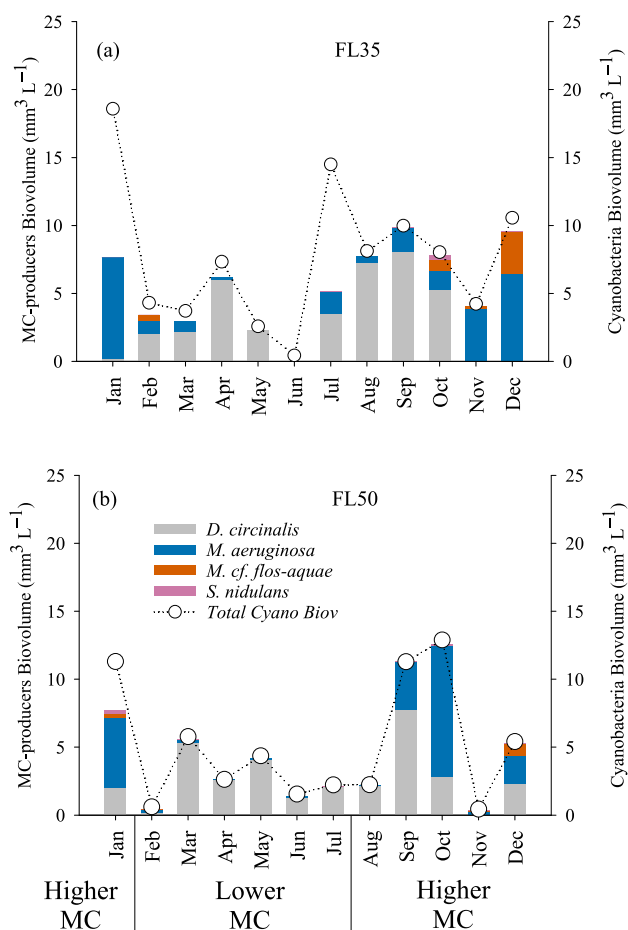 (a)
FL35
MC-producers Biovolume (mm³ L⁻¹)
25
20
15
10
5
0
Cyanobacteria Biovolume (mm³ L⁻¹)
25
20
15
10
5
0
Jan
Feb
Mar
Apr
May
Jun
Jul
Aug
Sep
Oct
Nov
Dec
(b)
FL50
D. circinalis
M. aeruginosa
M. cf. flos-aquae
S. nidulans
Total Cyano Biov
MC-producers Biovolume (mm³ L⁻¹)
25
20
15
10
5
0
Cyanobacteria Biovolume (mm³ L⁻¹)
25
20
15
10
5
0
Jan
Feb
Mar
Apr
May
Jun
Jul
Aug
Sep
Oct
Nov
Dec
Higher
MC
Lower
MC
Higher
MC